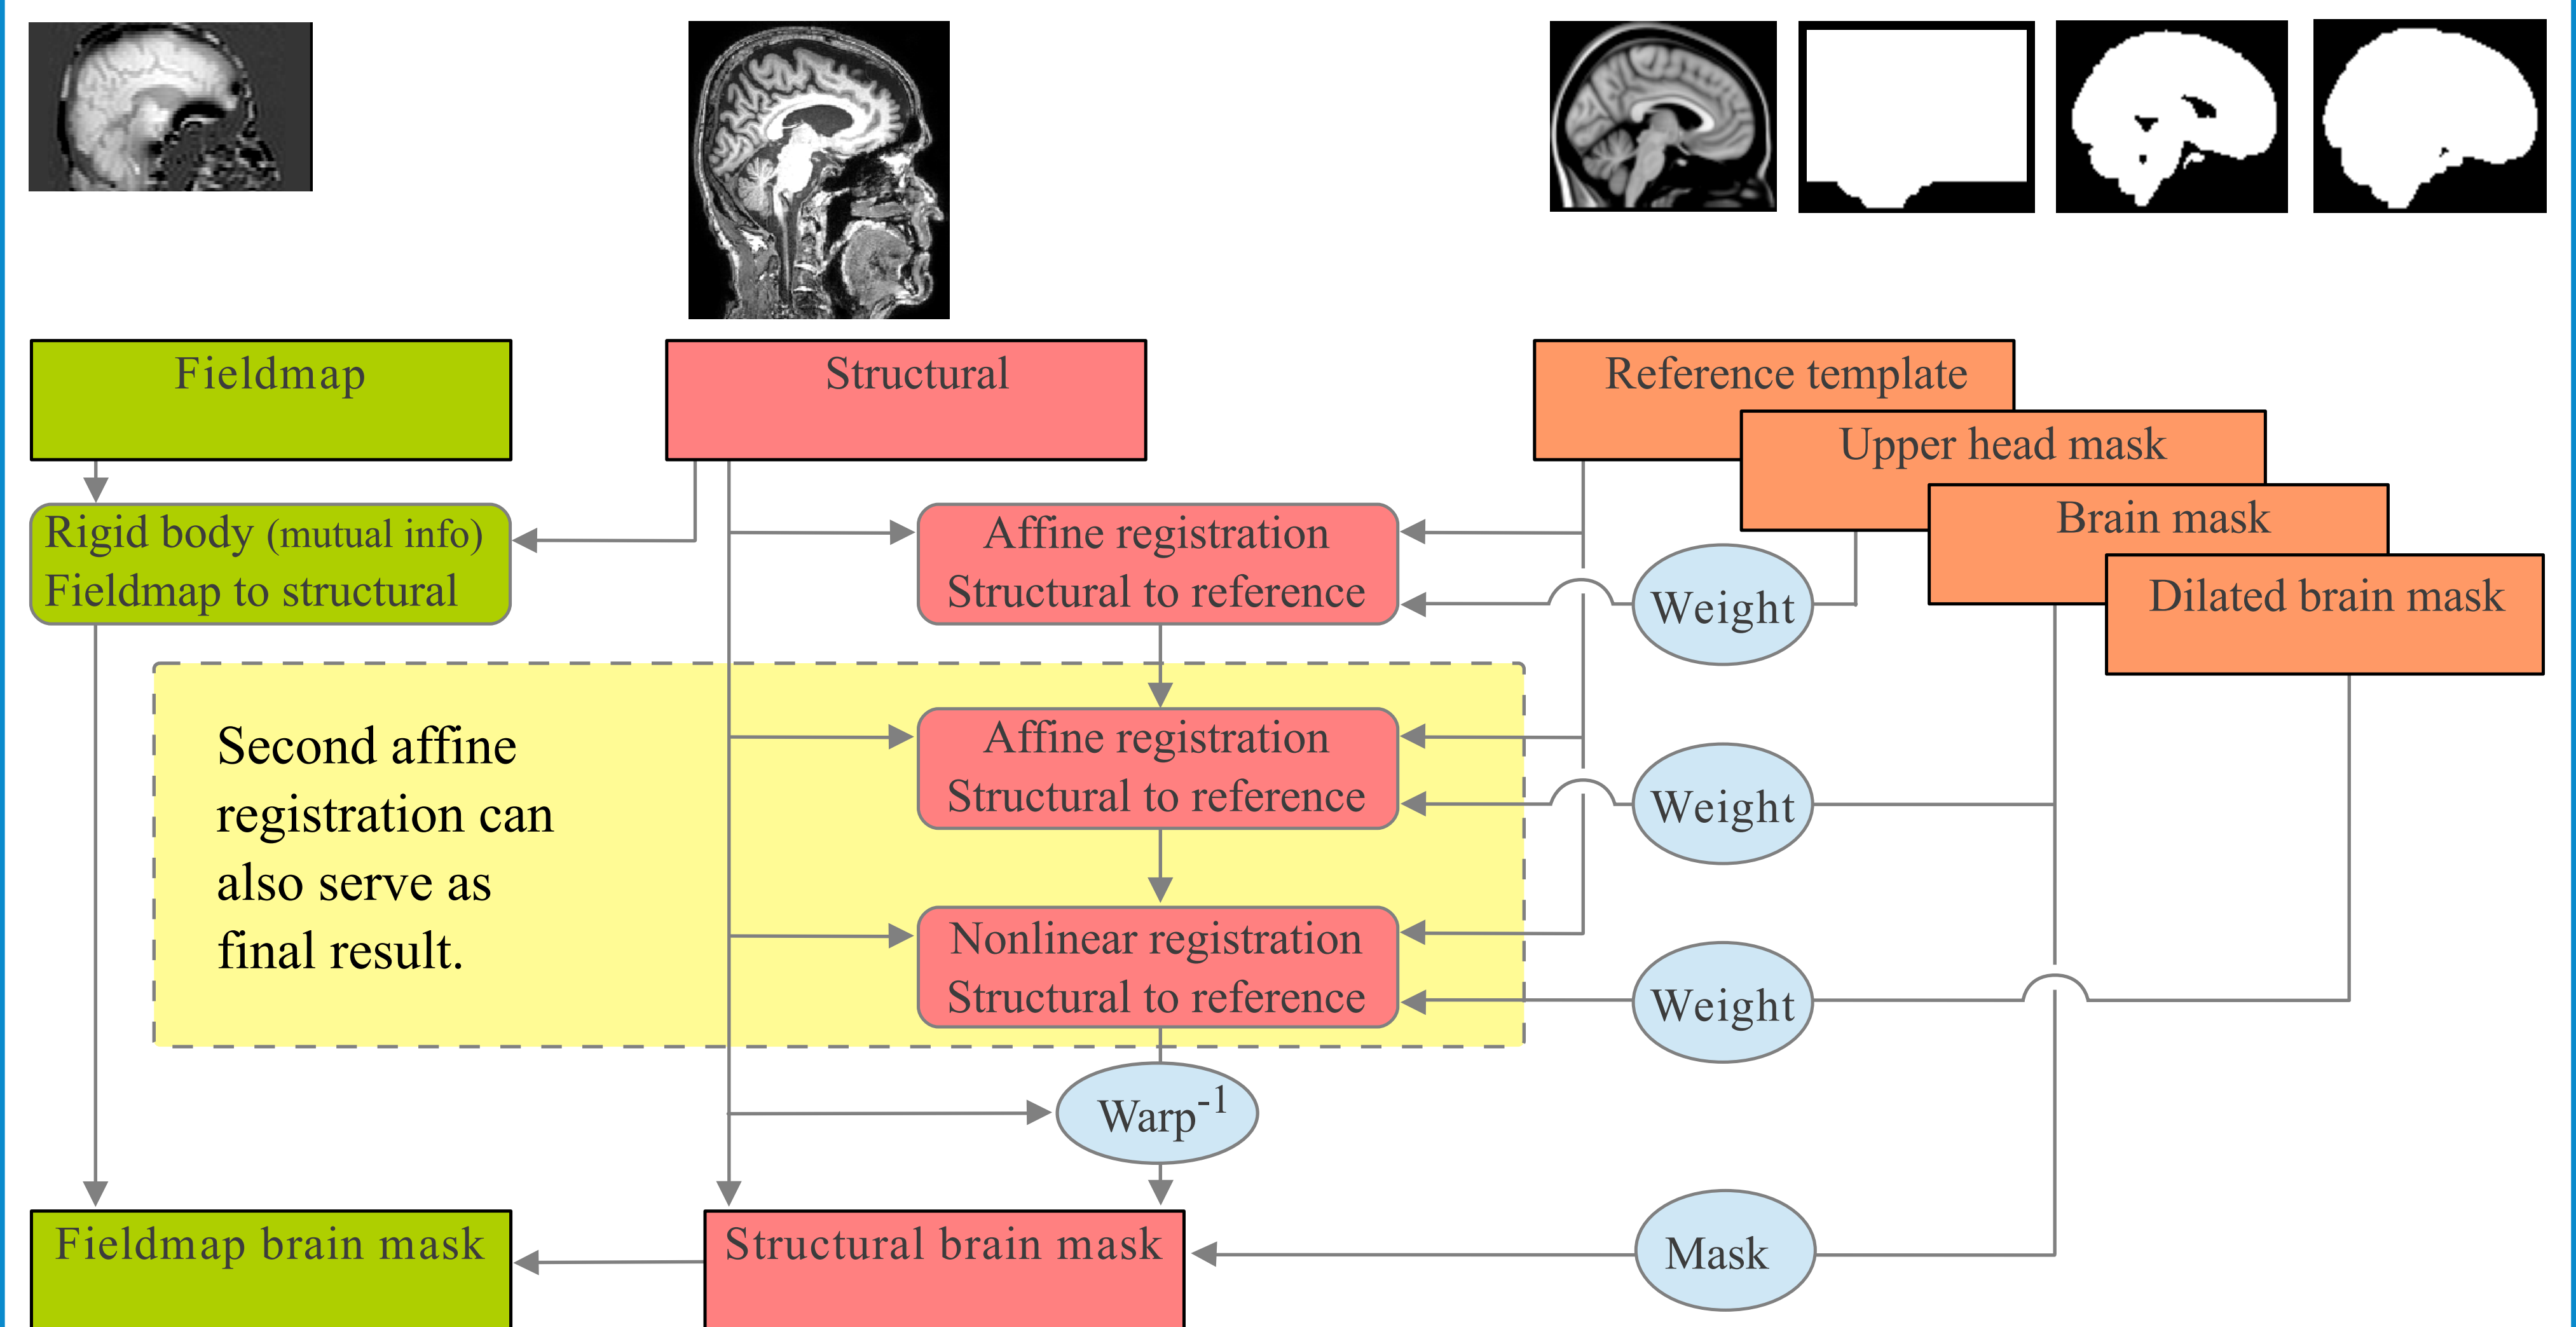 Fieldmap
Structural
Reference template
Upper head mask
Brain mask
Dilated brain mask
Rigid body (mutual info)
Fieldmap to structural
Affine registration
Structural to reference
Weight
Second affine
registration can
also serve as
final result.
Affine registration
Structural to reference
Weight
Nonlinear registration
Structural to reference
Weight
Warp⁻¹
Fieldmap brain mask
Structural brain mask
Mask